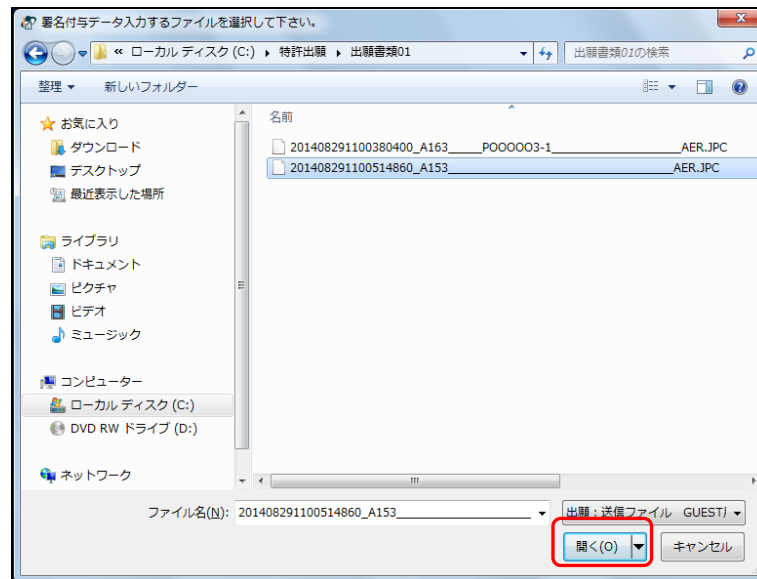 署名付与データ入力するファイルを選択して下さい。
« ローカル ディスク (C:) ▸ 特許出願 ▸ 出願書類01
出願書類01の検索
整理 ▼ 新しいフォルダー
お気に入り
ダウンロード
デスクトップ
最近表示した場所
ライブラリ
ドキュメント
ピクチャ
ビデオ
ミュージック
コンピューター
ローカル ディスク (C:)
DVD RW ドライブ (D:)
ネットワーク
名前
201408291100380400_A163_____POOOOO3-1___________________AER.JPC
201408291100514860_A153_________________________________AER.JPC
ファイル名(N): 201408291100514860_A153____________________
出願：送信ファイル GUEST
開く(O) キャンセル